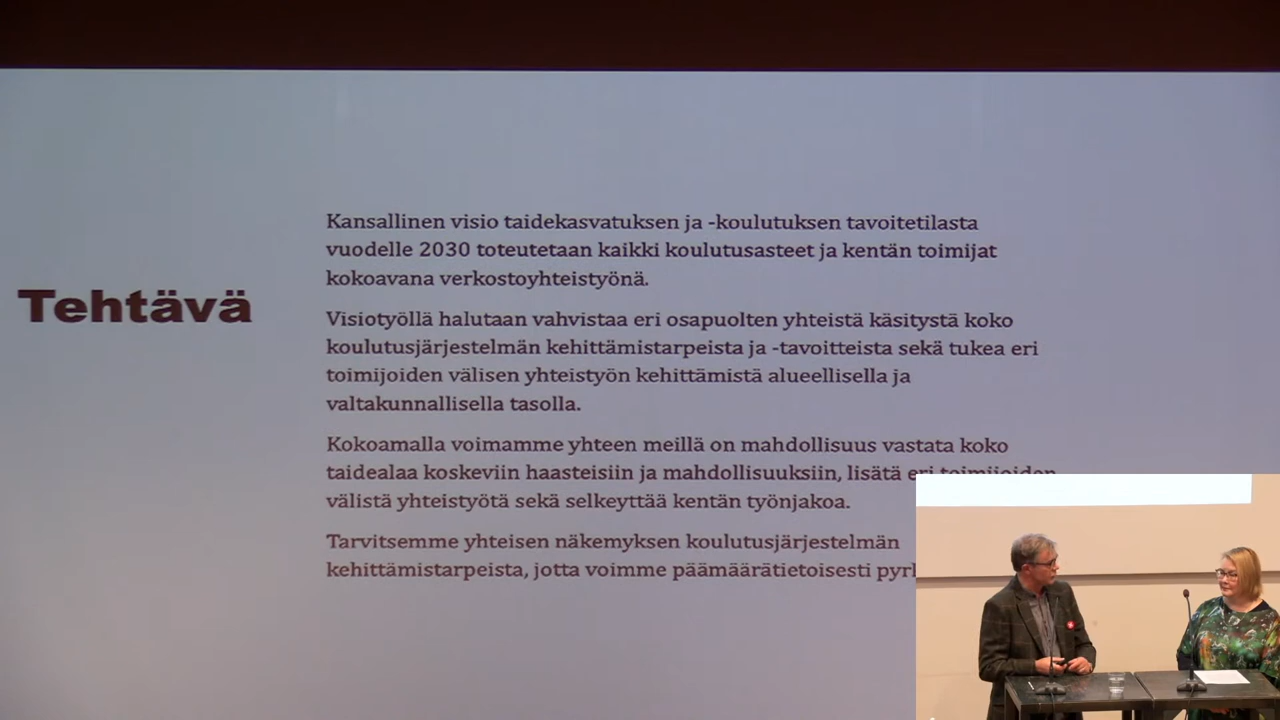 Tehtävä
Kansallinen visio taidekasvatuksen ja -koulutuksen tavoitetilasta
vuodelle 2030 toteutetaan kaikki koulutusasteet ja kentän toimijat
kokoavana verkostoyhteistyönä.
Visiotyöllä halutaan vahvistaa eri osapuolten yhteistä käsitystä koko
koulutusjärjestelmän kehittämistarpeista ja -tavoitteista sekä tukea eri
toimijoiden välisen yhteistyön kehittämistä alueellisella ja
valtakunnallisella tasolla.
Kokoamalla voimamme yhteen meillä on mahdollisuus vastata koko
taidealaa koskeviin haasteisiin ja mahdollisuuksiin, lisätä eri toimijoiden
välistä yhteistyötä sekä selkeyttää kentän työnjakoa.
Tarvitsemme yhteisen näkemyksen koulutusjärjestelmän
kehittämistarpeista, jotta voimme päämäärätietoisesti